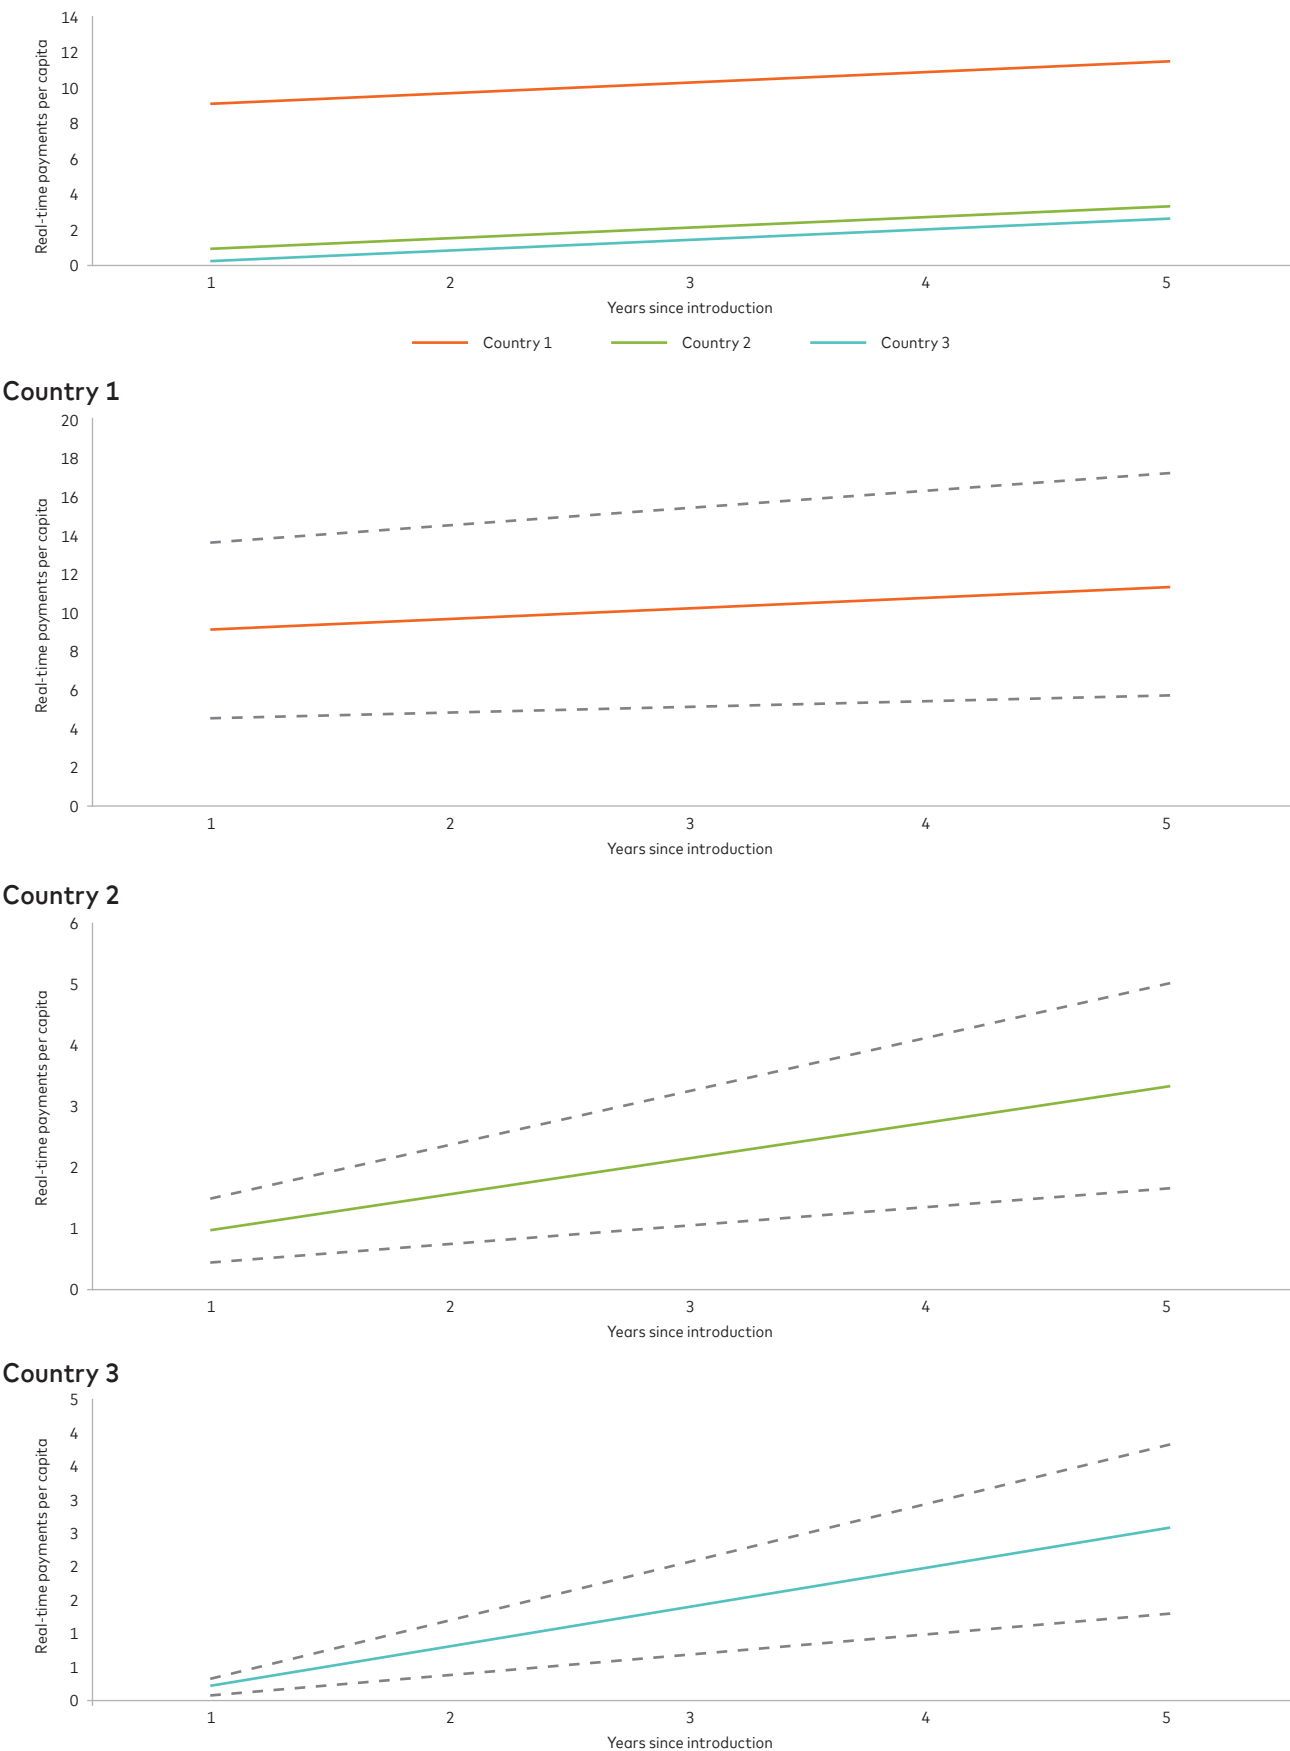 Real-time payments per capita
14
12
10
8
6
4
2
0
1 2 3 4 5
Years since introduction
Country 1 Country 2 Country 3
Country 1
Real-time payments per capita
20
18
16
14
12
10
8
6
4
2
0
1 2 3 4 5
Years since introduction
Country 2
Real-time payments per capita
6
5
4
3
2
1
0
1 2 3 4 5
Years since introduction
Country 3
Real-time payments per capita
5
4
4
3
3
2
2
1
1
0
1 2 3 4 5
Years since introduction